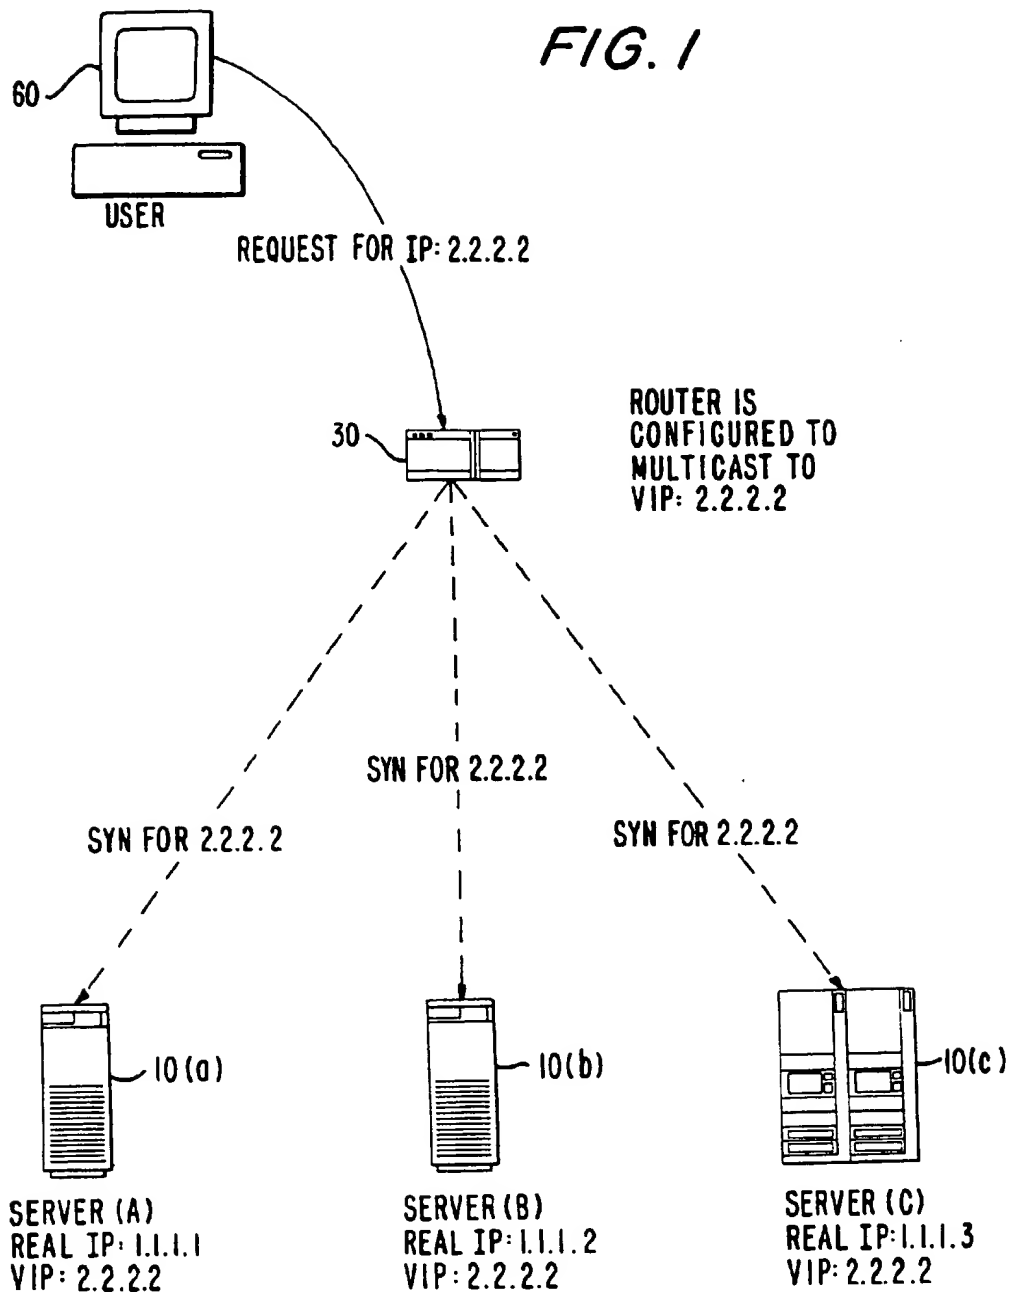 FIG. 1
60
USER
REQUEST FOR IP: 2.2.2.2
30
ROUTER IS
CONFIGURED TO
MULTICAST TO
VIP: 2.2.2.2
SYN FOR 2.2.2.2
SYN FOR 2.2.2.2
SYN FOR 2.2.2.2
10(a)
10(b)
10(c)
SERVER (A)
REAL IP: 1.1.1.1
VIP: 2.2.2.2
SERVER (B)
REAL IP: 1.1.1.2
VIP: 2.2.2.2
SERVER (C)
REAL IP: 1.1.1.3
VIP: 2.2.2.2